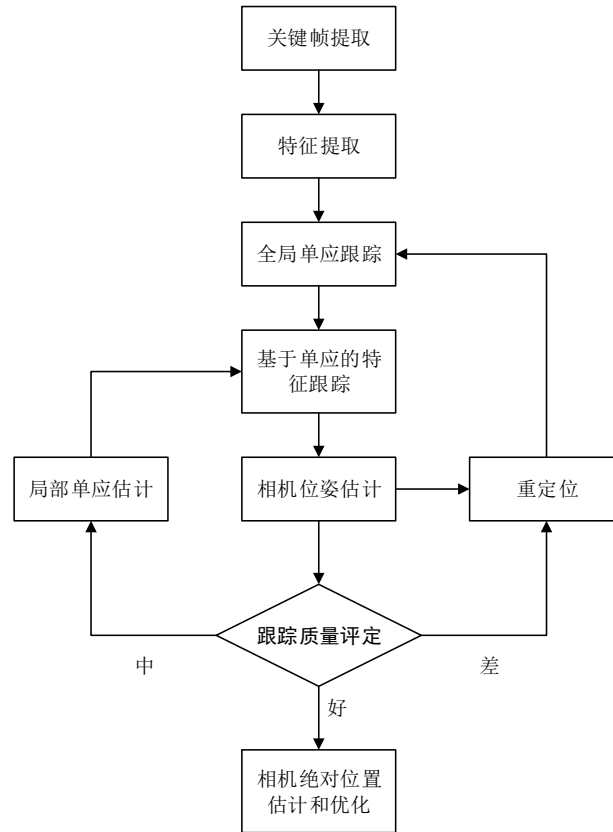 关键帧提取
特征提取
全局单应跟踪
基于单应的特
征跟踪
局部单应估计
相机位姿估计
重定位
跟踪质量评定
中
差
好
相机绝对位置
估计和优化